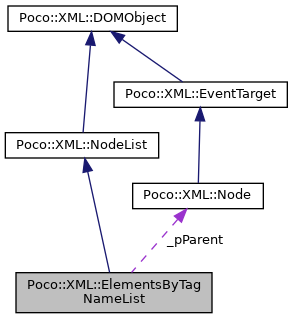 Poco::XML::DOMObject
Poco::XML::EventTarget
Poco::XML::NodeList
Poco::XML::Node
_pParent
Poco::XML::ElementsByTag
NameList